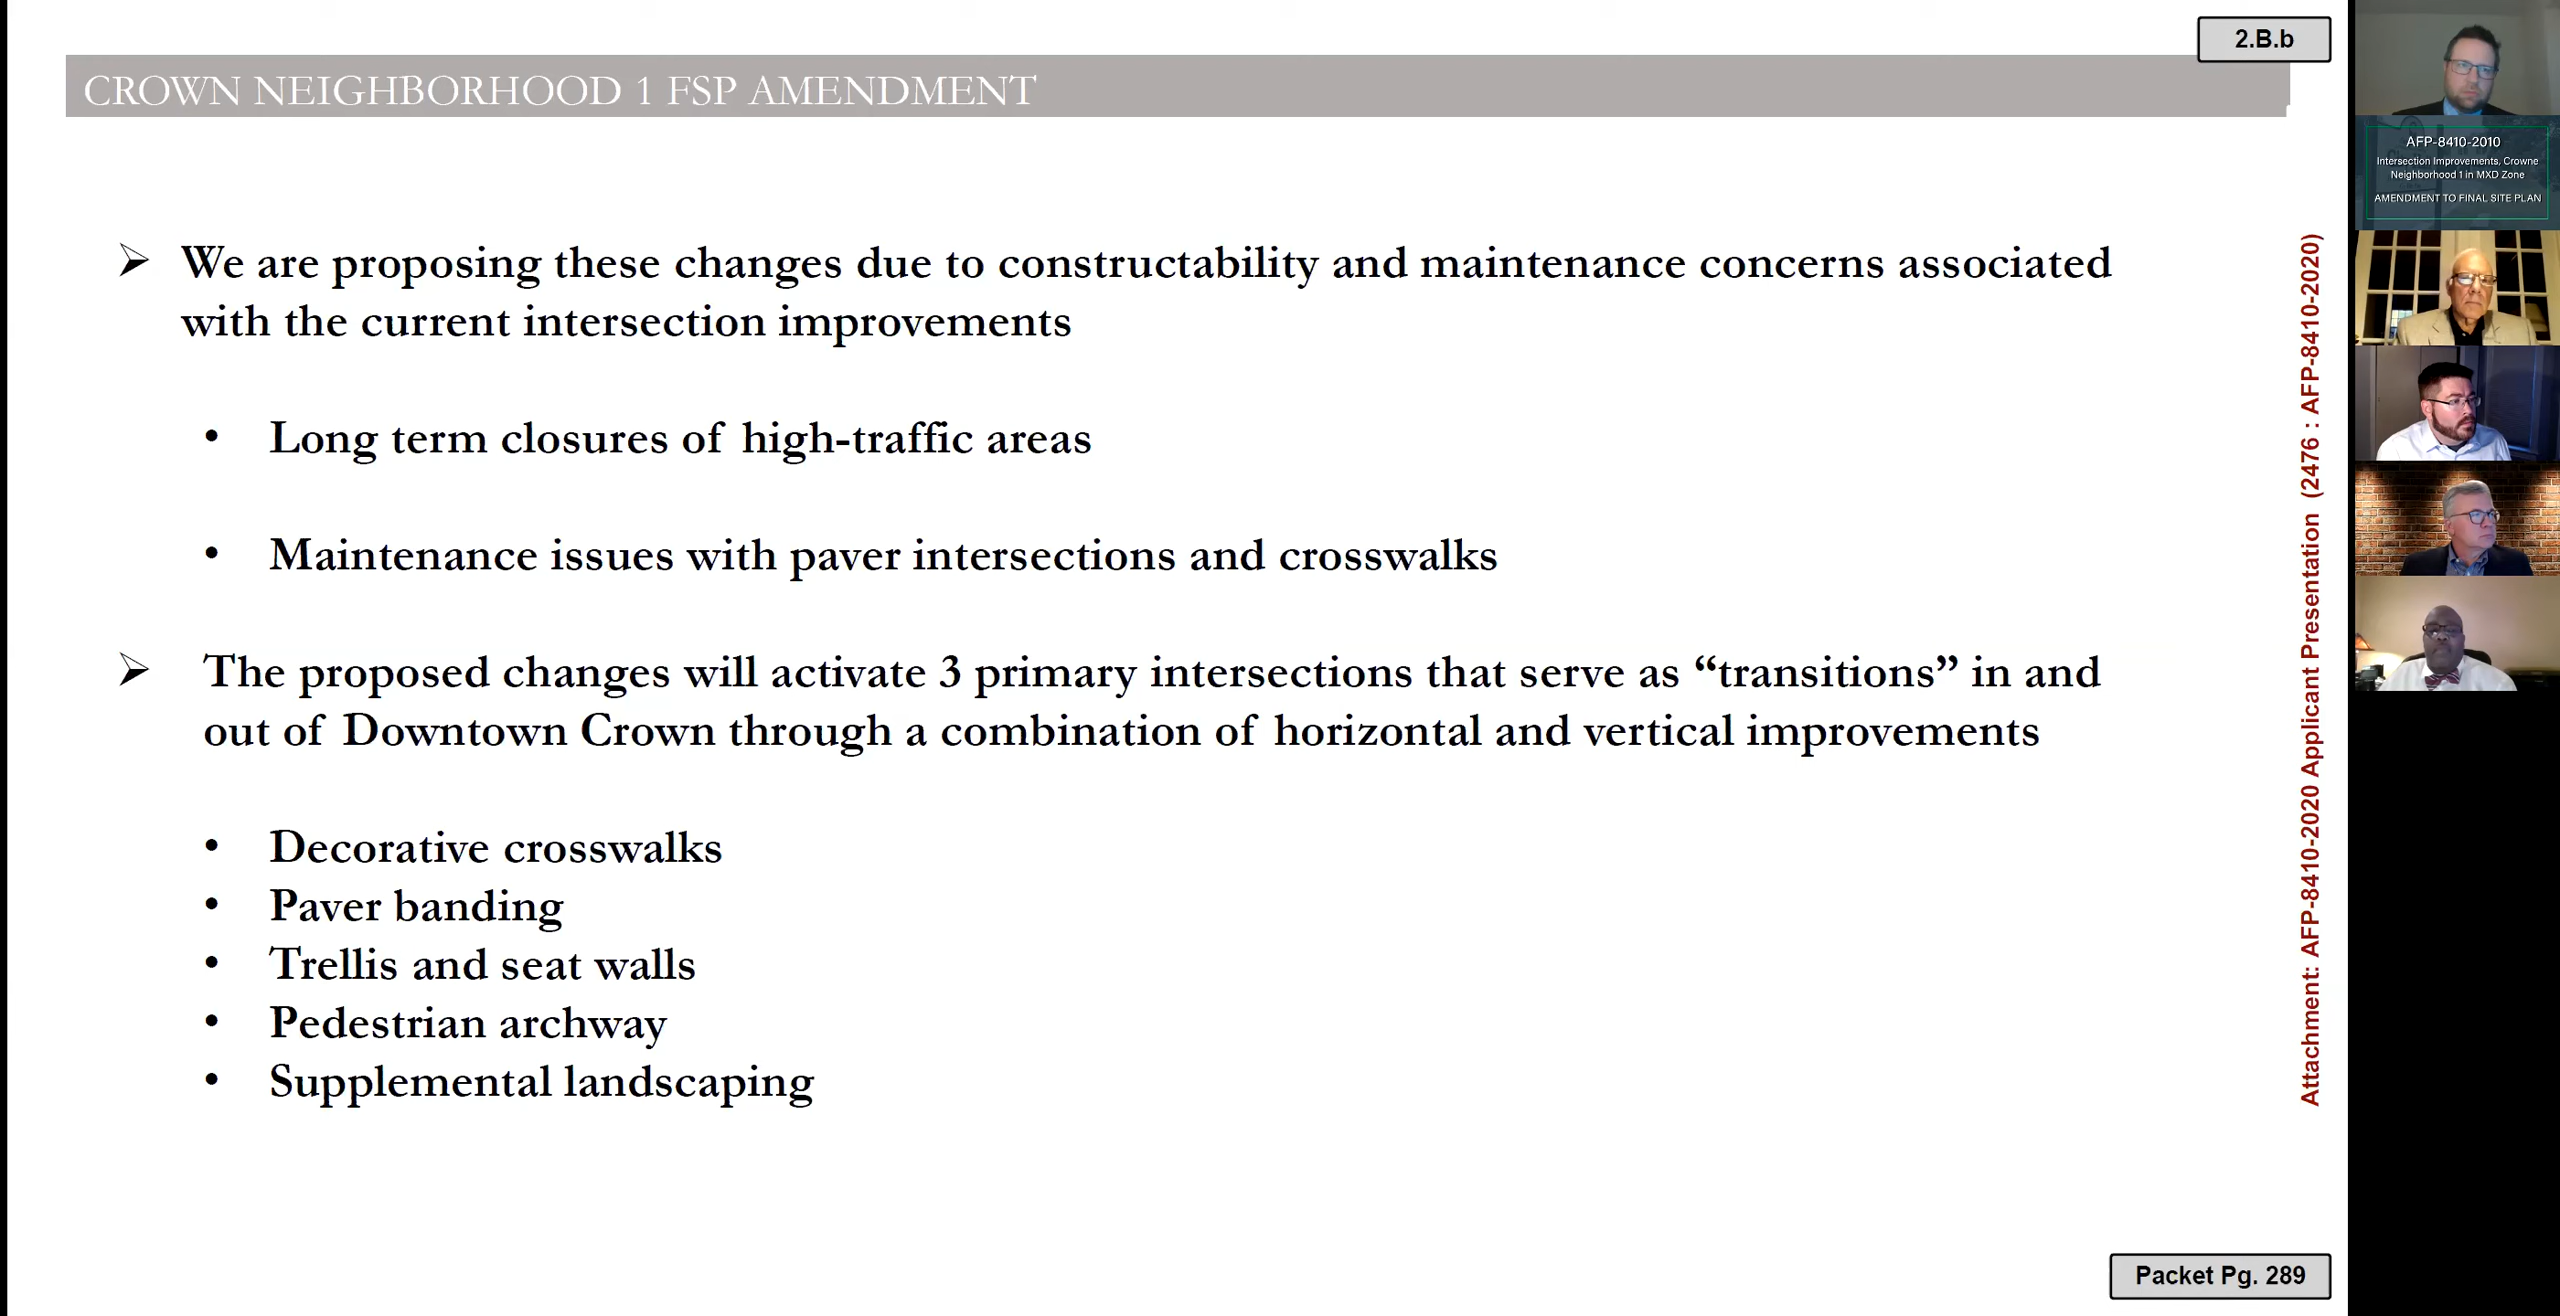 2.B.b
CROWN NEIGHBORHOOD 1 FSP AMENDMENT
➢ We are proposing these changes due to constructability and maintenance concerns associated
with the current intersection improvements
• Long term closures of high-traffic areas
• Maintenance issues with paver intersections and crosswalks
➢ The proposed changes will activate 3 primary intersections that serve as “transitions” in and
out of Downtown Crown through a combination of horizontal and vertical improvements
• Decorative crosswalks
• Paver banding
• Trellis and seat walls
• Pedestrian archway
• Supplemental landscaping
Attachment: AFP-8410-2020 Applicant Presentation (2476 : AFP-8410-2020)
Packet Pg. 289
AFP-8410-2010
Intersection Improvements, Crowne
Neighborhood 1 in MXD Zone
AMENDMENT TO FINAL SITE PLAN